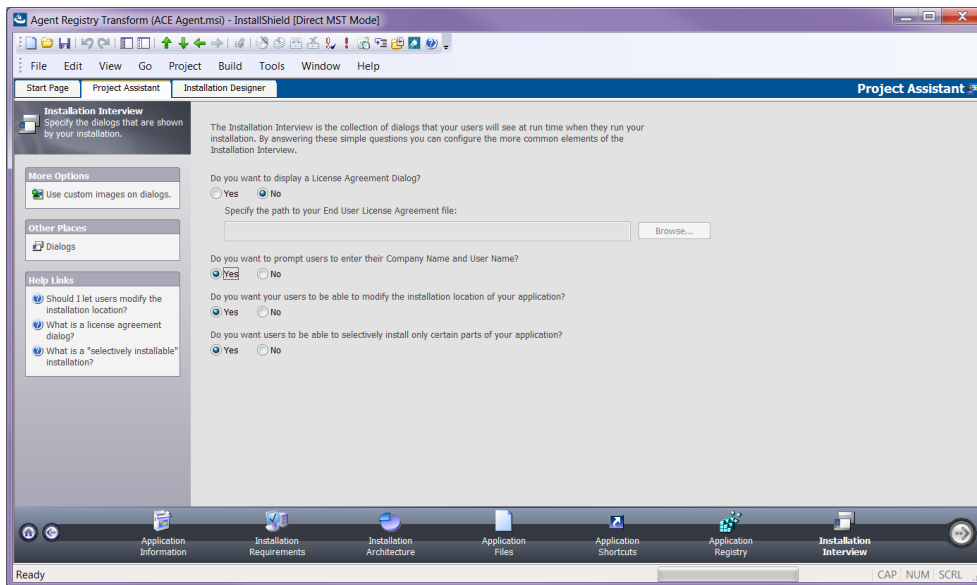 Agent Registry Transform (ACE Agent.msi) - InstallShield [Direct MST Mode]
File Edit View Go Project Build Tools Window Help
Start Page Project Assistant Installation Designer Project Assistant
Installation Interview
Specify the dialogs that are shown
by your installation.
More Options
Use custom images on dialogs.
Other Places
Dialogs
Help Links
Should I let users modify the
installation location?
What is a license agreement
dialog?
What is a "selectively installable"
installation?
The Installation Interview is the collection of dialogs that your users will see at run time when they run your
installation. By answering these simple questions you can configure the more common elements of the
Installation Interview.
Do you want to display a License Agreement Dialog?
Yes No
Specify the path to your End User License Agreement file:
Browse...
Do you want to prompt users to enter their Company Name and User Name?
Yes No
Do you want your users to be able to modify the installation location of your application?
Yes No
Do you want users to be able to selectively install only certain parts of your application?
Yes No
Application
Information
Installation
Requirements
Installation
Architecture
Application
Files
Application
Shortcuts
Application
Registry
Installation
Interview
Ready CAP NUM SCRL